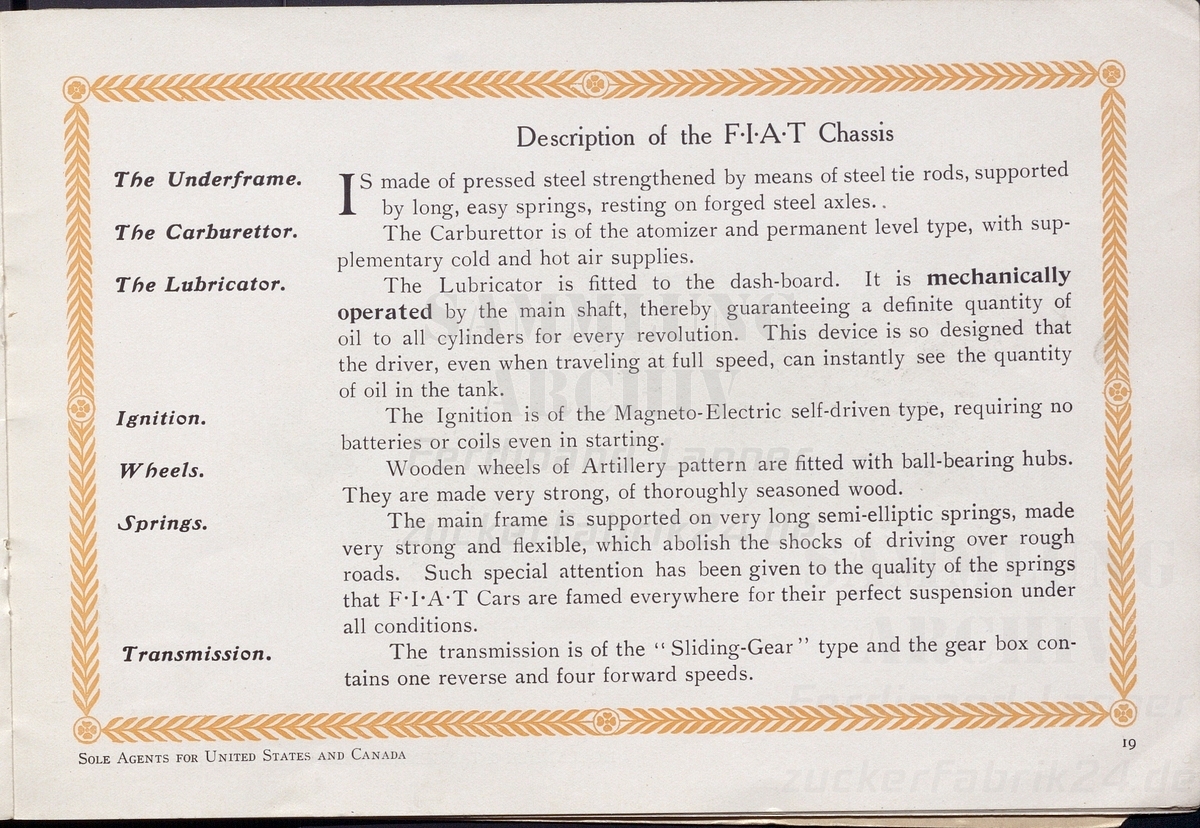 Description of the F·I·A·T Chassis
The Underframe.
IS made of pressed steel strengthened by means of steel tie rods, supported
by long, easy springs, resting on forged steel axles. .
The Carburettor.
The Carburettor is of the atomizer and permanent level type, with sup-
plementary cold and hot air supplies.
The Lubricator.
The Lubricator is fitted to the dash-board. It is mechanically
operated by the main shaft, thereby guaranteeing a definite quantity of
oil to all cylinders for every revolution. This device is so designed that
the driver, even when traveling at full speed, can instantly see the quantity
of oil in the tank.
Ignition.
The Ignition is of the Magneto-Electric self-driven type, requiring no
batteries or coils even in starting.
Wheels.
Wooden wheels of Artillery pattern are fitted with ball-bearing hubs.
They are made very strong, of thoroughly seasoned wood.
Springs.
The main frame is supported on very long semi-elliptic springs, made
very strong and flexible, which abolish the shocks of driving over rough
roads. Such special attention has been given to the quality of the springs
that F·I·A·T Cars are famed everywhere for their perfect suspension under
all conditions.
Transmission.
The transmission is of the "Sliding-Gear" type and the gear box con-
tains one reverse and four forward speeds.
SOLE AGENTS FOR UNITED STATES AND CANADA
19
SAMMLUNG
ARCHIV
Ferdinand Lanner
zuckerfabrik24.de
SAMMLUNG
ARCHIV
Ferdinand Lanner
zuckerfabrik24.de